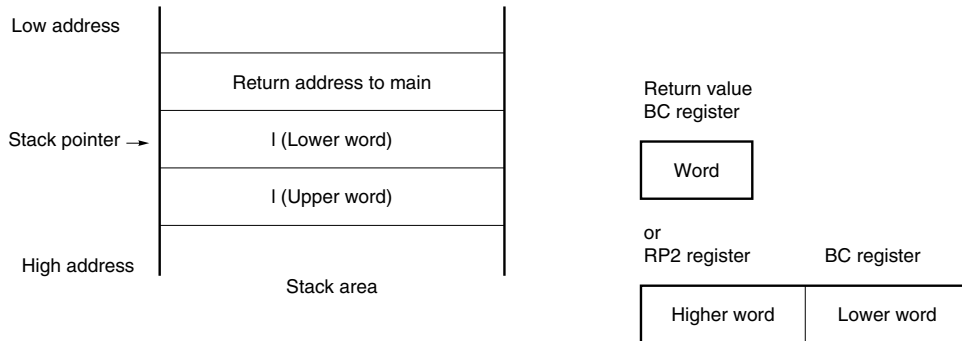 Low address
Return address to main
Stack pointer
l (Lower word)
l (Upper word)
High address
Stack area
Return value
BC register
Word
or
RP2 register
BC register
Higher word
Lower word